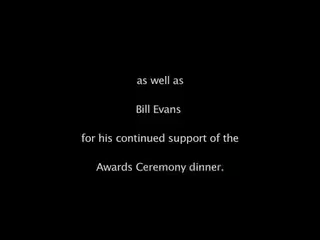 as well as
Bill Evans
for his continued support of the
Awards Ceremony dinner.